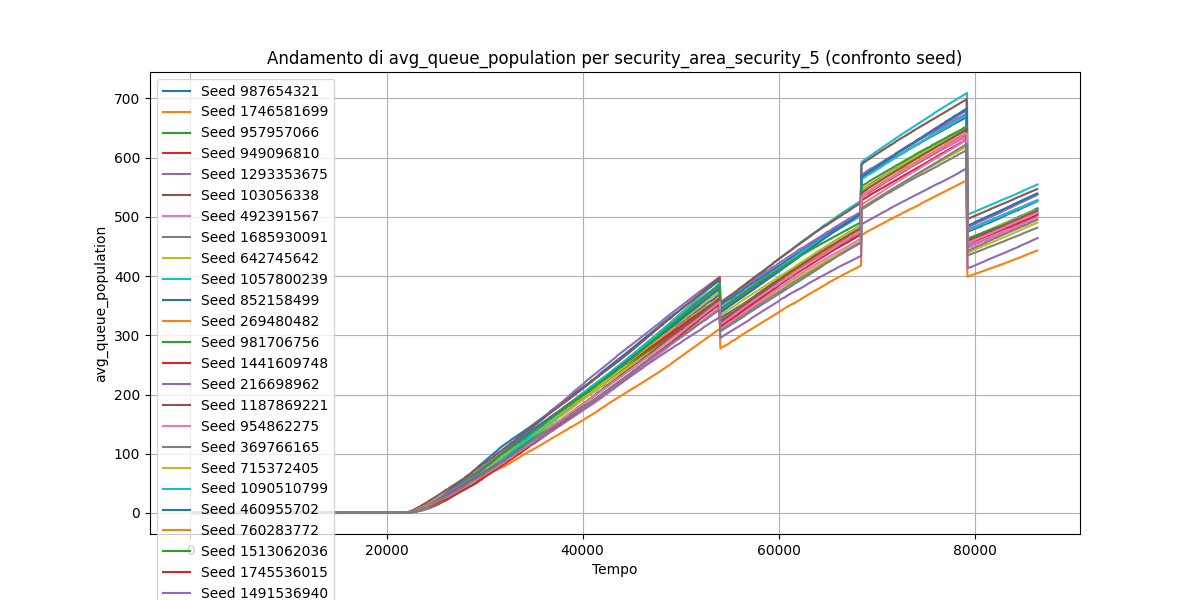 Andamento di avg_queue_population per security_area_security_5 (confronto seed)
avg_queue_population
700
600
500
400
300
200
100
0
Seed 987654321
Seed 1746581699
Seed 957957066
Seed 949096810
Seed 1293353675
Seed 103056338
Seed 492391567
Seed 1685930091
Seed 642745642
Seed 1057800239
Seed 852158499
Seed 269480482
Seed 981706756
Seed 1441609748
Seed 216698962
Seed 1187869221
Seed 954862275
Seed 369766165
Seed 715372405
Seed 1090510799
Seed 460955702
Seed 760283772
Seed 1513062036
Seed 1745536015
Seed 1491536940
0 20000 40000 60000 80000
Tempo